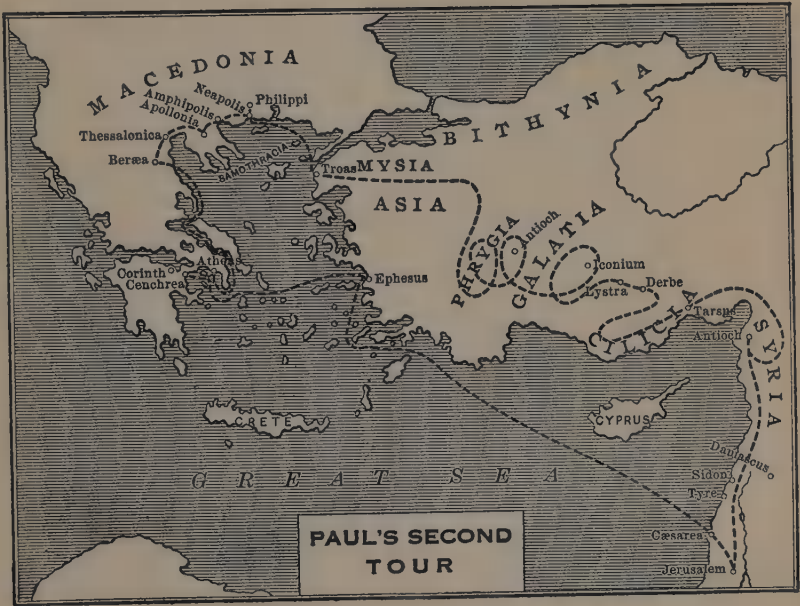 MACEDONIA
Neapolis
Philippi
Amphipolis
Apollonia
Thessalonica
Beræa
SAMOTHRACIA
BITHYNIA
Troas
MYSIA
ASIA
PHRYGIA
Antioch
GALATIA
Iconium
Lystra
Derbe
Athens
Corinth
Cenchrea
Ephesus
CILICIA
Tarsus
Antioch
SYRIA
CRETE
CYPRUS
GREAT SEA
Damascus
Sidon
Tyre
Cæsarea
Jerusalem
PAUL'S SECOND
TOUR